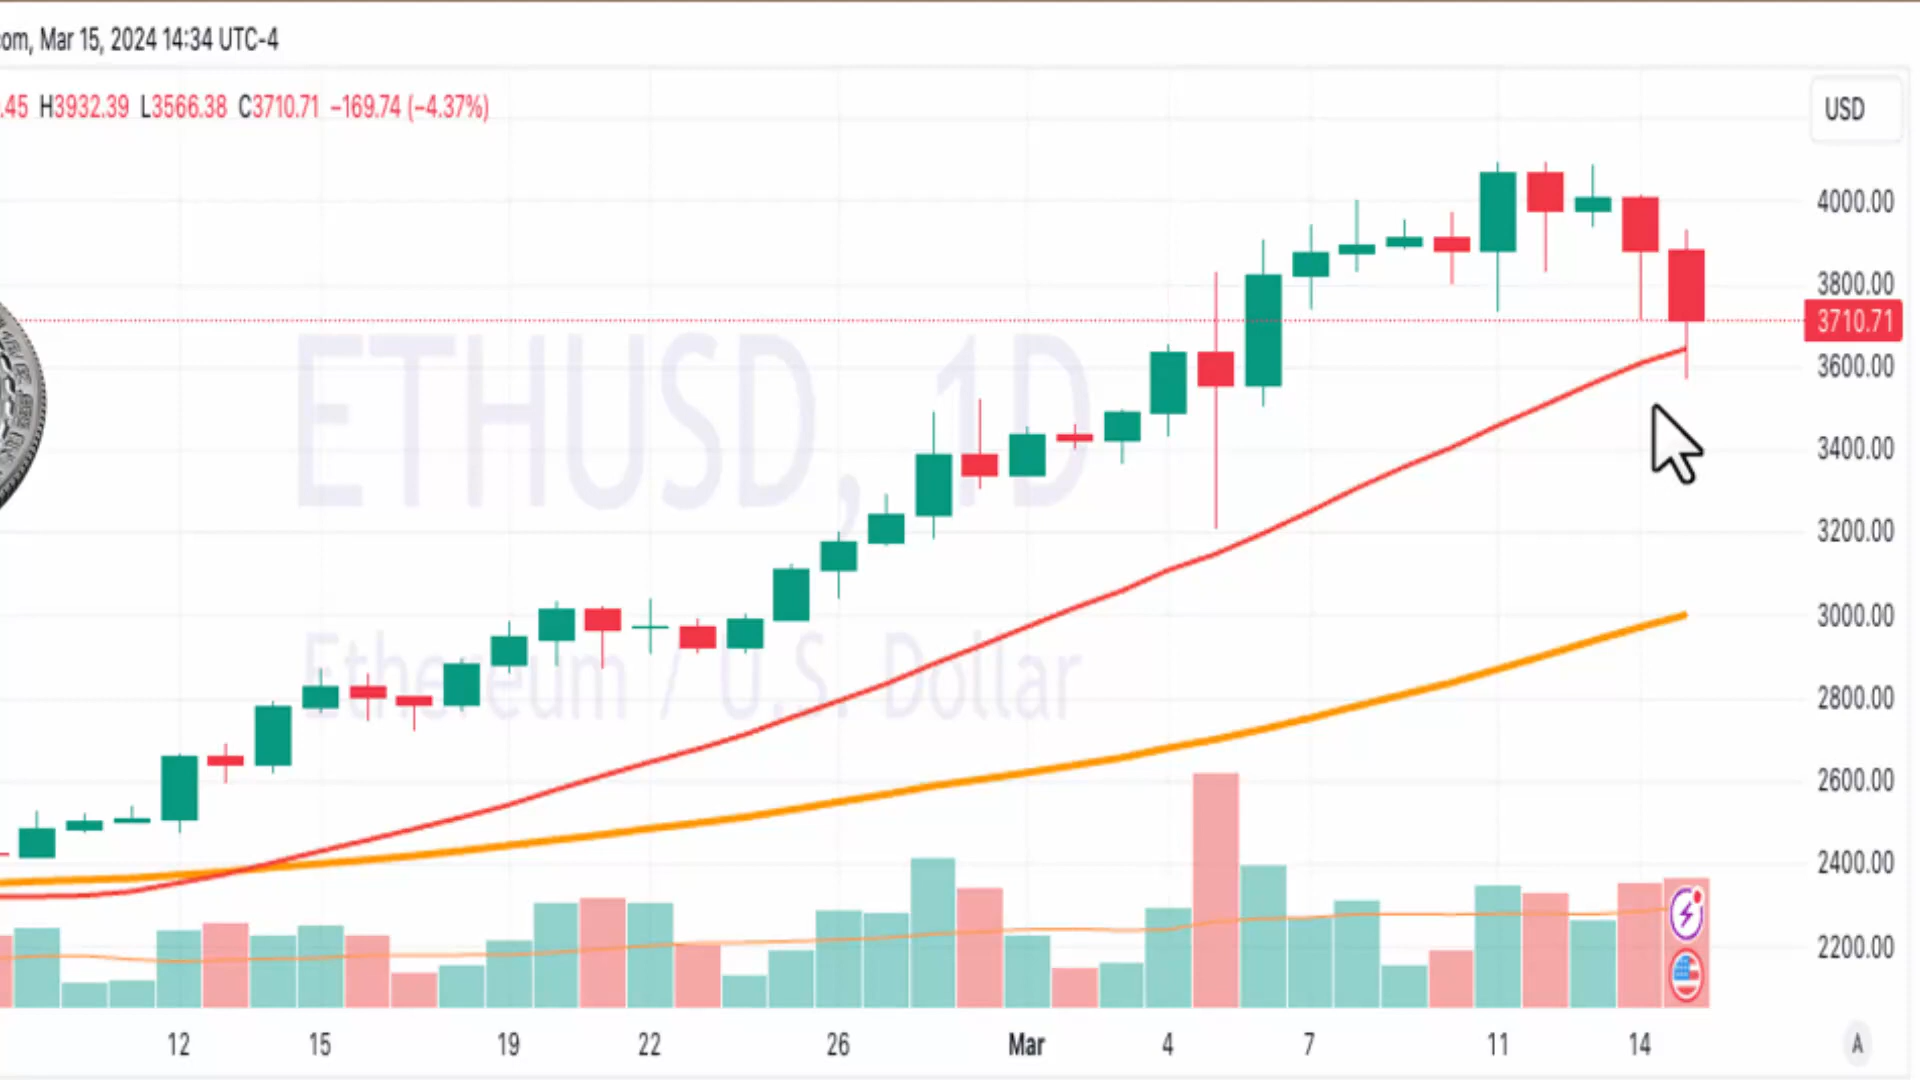 com, Mar 15, 2024 14:34 UTC-4
.45 H3932.39 L3566.38 C3710.71 −169.74 (−4.37%)
USD
4000.00
3800.00
3710.71
3600.00
ETHUSD, 1D
3400.00
3200.00
3000.00
Ethereum / U.S. Dollar
2800.00
2600.00
2400.00
2200.00
12 15 19 22 26 Mar 4 7 11 14 A